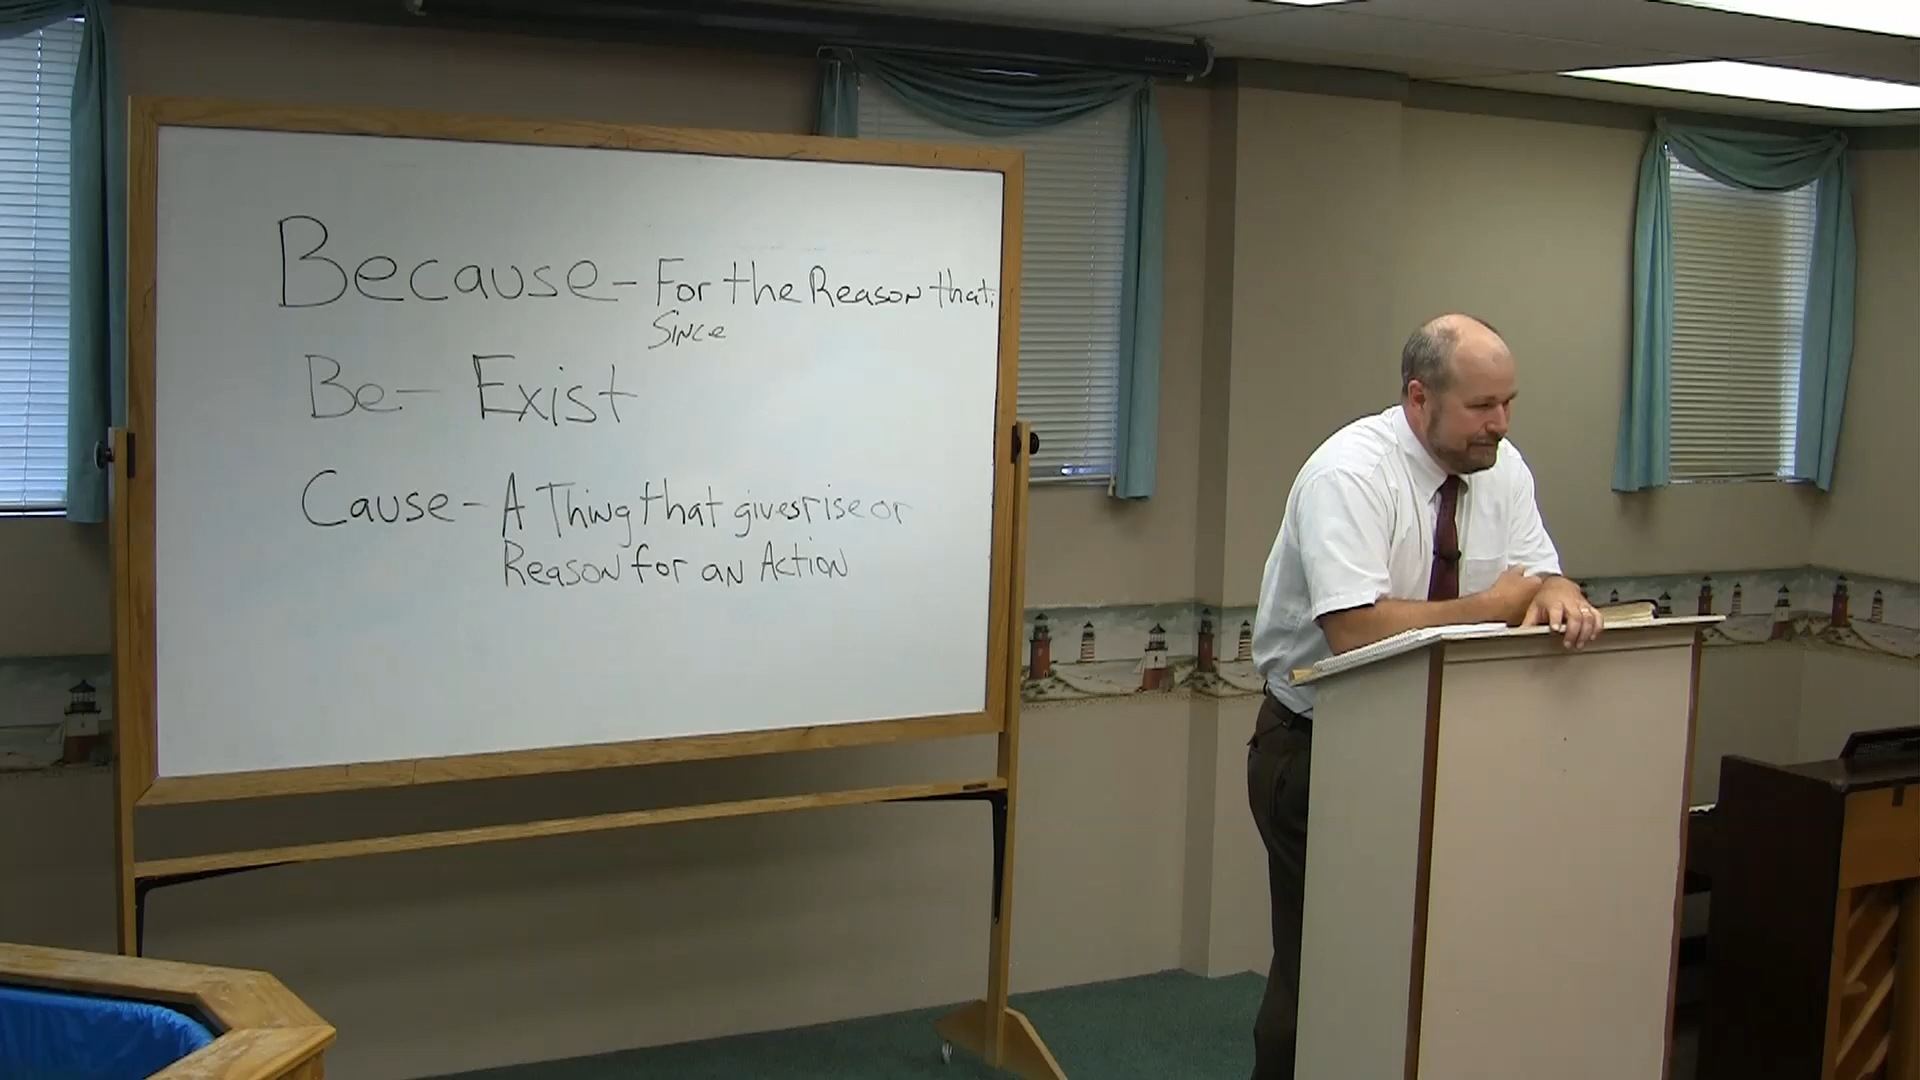 Because - For the Reason that;
Since
Be - Exist
Cause - A Thing that gives rise or
Reason for an Action